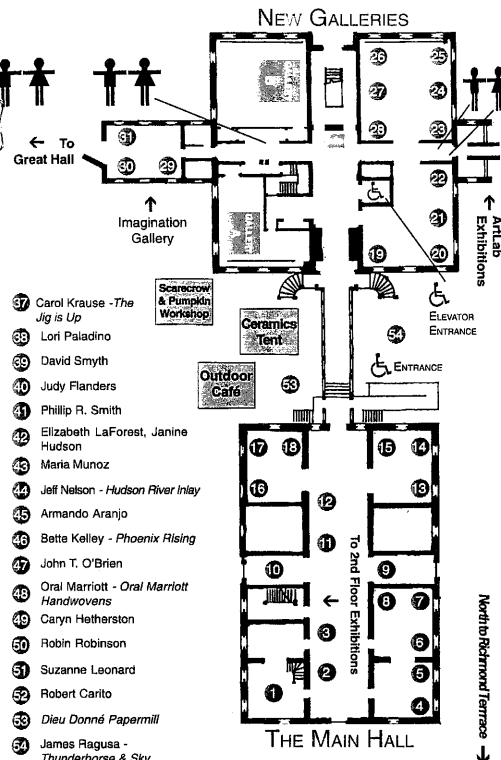 NEW GALLERIES
26
25
27
24
28
23
31
30
29
← To
Great Hall
22
21
19
20
↑
Imagination
Gallery
↑
ArtLab
Exhibitions
ELEVATOR
ENTRANCE
54
ENTRANCE
Scarecrow
& Pumpkin
Workshop
Ceramics
Tent
Outdoor
Café
53
37 Carol Krause -The
Jig is Up
38 Lori Paladino
39 David Smyth
40 Judy Flanders
41 Phillip R. Smith
42 Elizabeth LaForest, Janine
Hudson
43 Maria Munoz
44 Jeff Nelson - Hudson River Inlay
45 Armando Aranjo
46 Bette Kelley - Phoenix Rising
47 John T. O'Brien
48 Oral Marriott - Oral Marriott
Handwovens
49 Caryn Hetherston
50 Robin Robinson
51 Suzanne Leonard
52 Robert Carito
53 Dieu Donné Papermill
54 James Ragusa -
Thunderhorse & Sky
17
18
15
14
16
13
12
11
10
9
8
7
6
5
4
3
2
1
←
To 2nd Floor Exhibitions
North to Richmond Terrrace
→
THE MAIN HALL